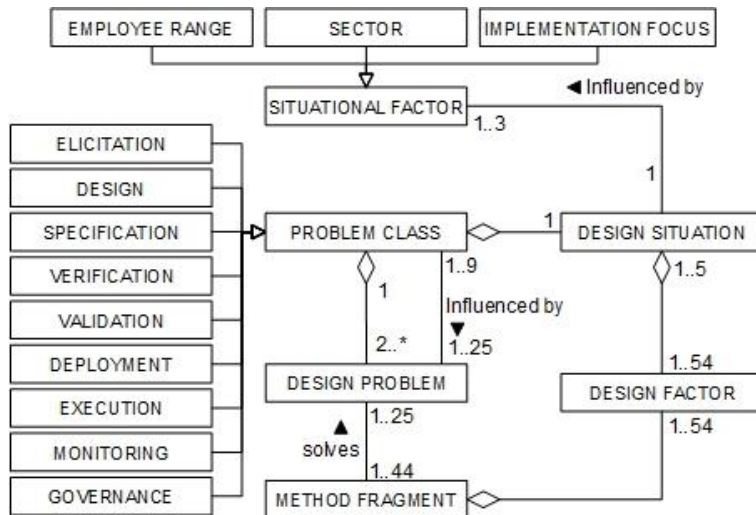 EMPLOYEE RANGE
SECTOR
IMPLEMENTATION FOCUS
◄ Influenced by
SITUATIONAL FACTOR
1..3
ELICITATION
DESIGN
1
SPECIFICATION
PROBLEM CLASS
1
DESIGN SITUATION
VERIFICATION
1..9
1..5
1
VALIDATION
Influenced by
▼
DEPLOYMENT
2..*
1..25
1..54
DESIGN PROBLEM
DESIGN FACTOR
EXECUTION
1..25
1..54
▲
solves
MONITORING
1..44
GOVERNANCE
METHOD FRAGMENT